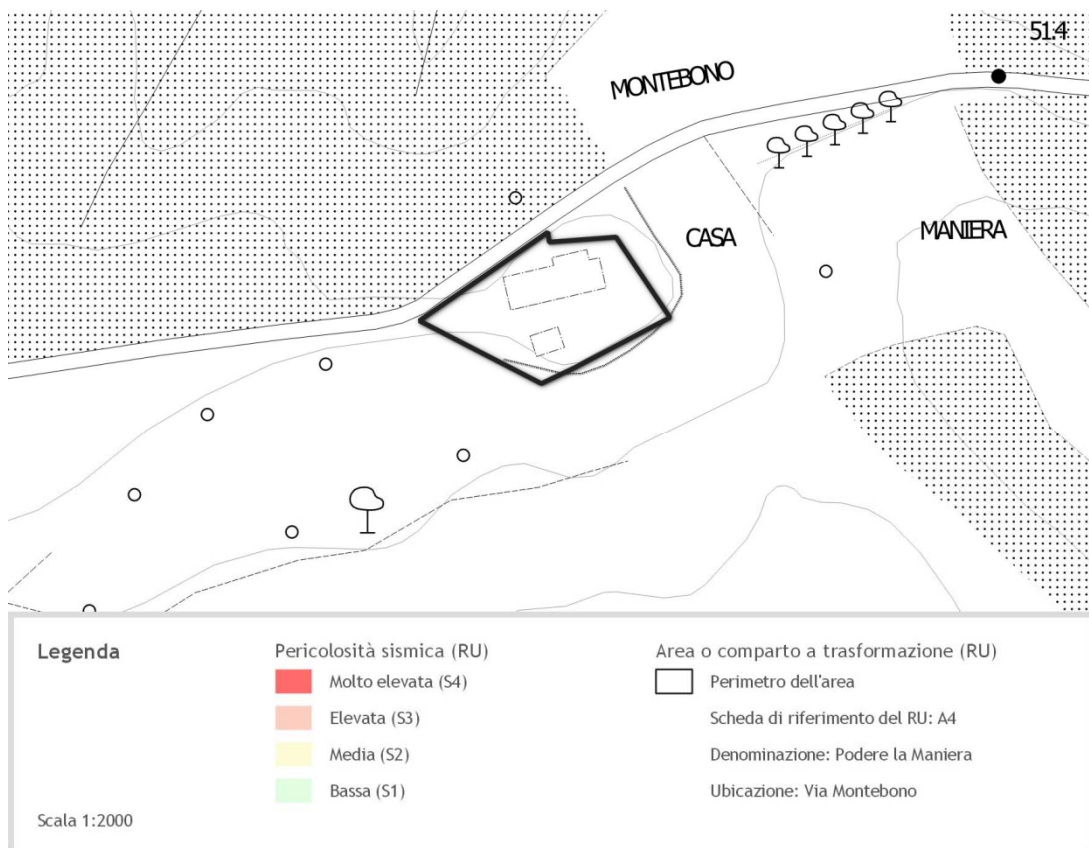 51.4
MONTEBONO
CASA
MANIERA
Legenda
Pericolosità sismica (RU)
Molto elevata (S4)
Elevata (S3)
Media (S2)
Bassa (S1)
Area o comparto a trasformazione (RU)
Perimetro dell'area
Scheda di riferimento del RU: A4
Denominazione: Podere la Maniera
Ubicazione: Via Montebono
Scala 1:2000